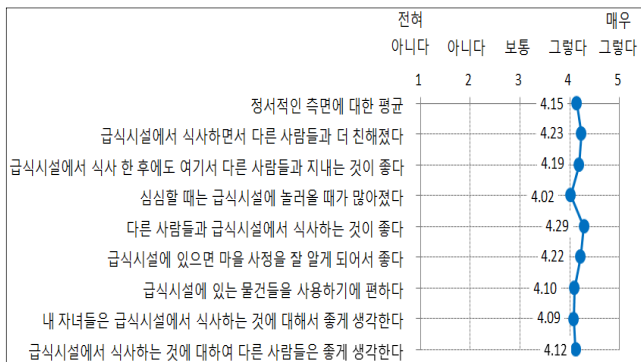 전혀 매우
아니다 아니다 보통 그렇다 그렇다
1 2 3 4 5
정서적인 측면에 대한 평균 4.15
급식시설에서 식사하면서 다른 사람들과 더 친해졌다 4.23
급식시설에서 식사 한 후에도 여기서 다른 사람들과 지내는 것이 좋다 4.19
심심할 때는 급식시설에 놀러올 때가 많아졌다 4.02
다른 사람들과 급식시설에서 식사하는 것이 좋다 4.29
급식시설에 있으면 마을 사정을 잘 알게 되어서 좋다 4.22
급식시설에 있는 물건들을 사용하기에 편하다 4.10
내 자녀들은 급식시설에서 식사하는 것에 대해서 좋게 생각한다 4.09
급식시설에서 식사하는 것에 대하여 다른 사람들은 좋게 생각한다 4.12